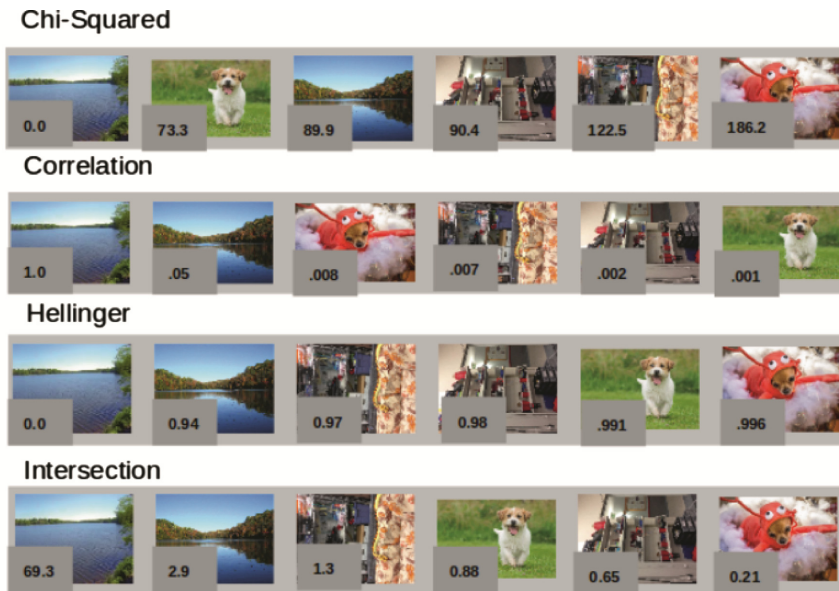 Chi-Squared
0.0 73.3 89.9 90.4 122.5 186.2
Correlation
1.0 .05 .008 .007 .002 .001
Hellinger
0.0 0.94 0.97 0.98 .991 .996
Intersection
69.3 2.9 1.3 0.88 0.65 0.21